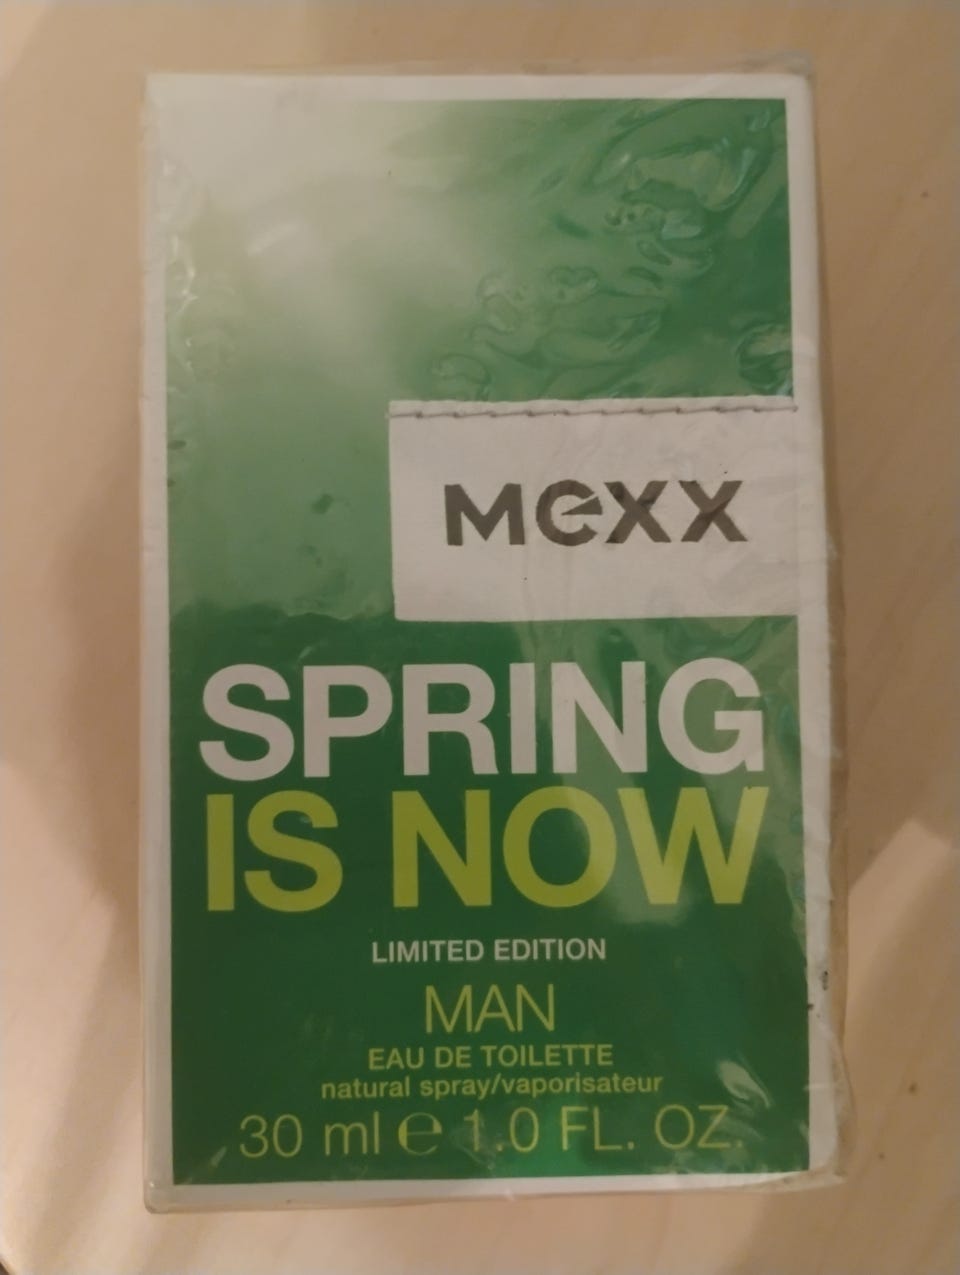 mexx
SPRING
IS NOW
LIMITED EDITION
MAN
EAU DE TOILETTE
natural spray/vaporisateur
30 ml ℮ 1.0 FL. OZ.